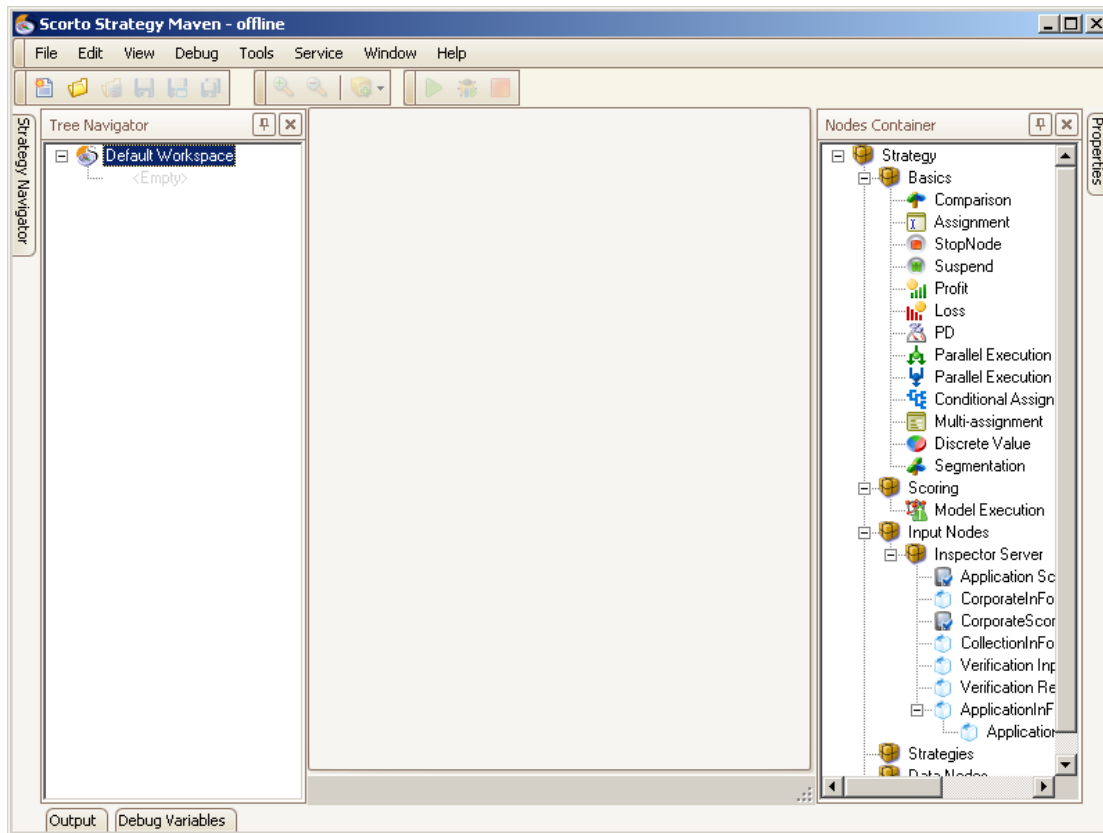 Scorto Strategy Maven - offline
File Edit View Debug Tools Service Window Help
Strategy Navigator
Tree Navigator
Default Workspace
<Empty>
Nodes Container
Strategy
Basics
Comparison
Assignment
StopNode
Suspend
Profit
Loss
PD
Parallel Execution
Parallel Execution
Conditional Assign
Multi-assignment
Discrete Value
Segmentation
Scoring
Model Execution
Input Nodes
Inspector Server
Application Sc
CorporateInFo
CorporateScor
CollectionInFo
Verification Inp
Verification Re
ApplicationInF
Application
Strategies
Data Nodes
Properties
Output Debug Variables